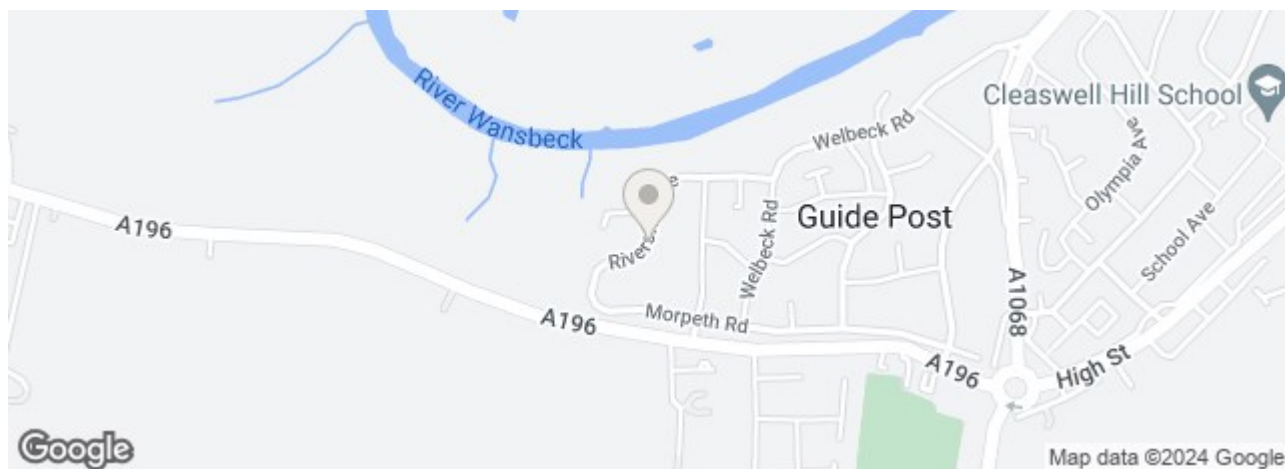 River Wansbeck
Cleaswell Hill School
Welbeck Rd
Olympia Ave
Guide Post
School Ave
A196
Welbeck Rd
A1068
Morpeth Rd
A196
A196
High St
Google
Map data ©2024 Google